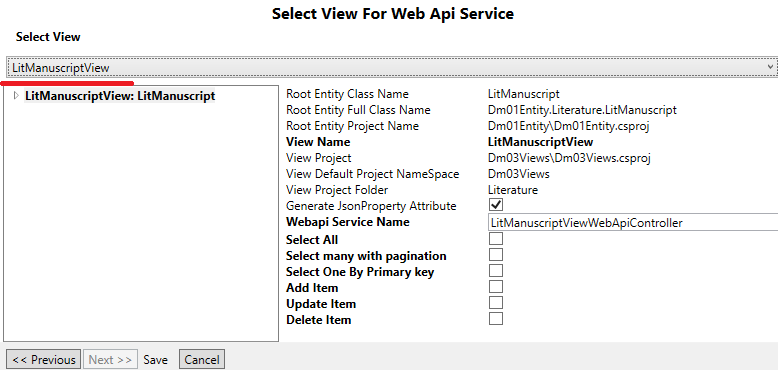 Select View For Web Api Service
Select View
LitManuscriptView
LitManuscriptView: LitManuscript
Root Entity Class Name LitManuscript
Root Entity Full Class Name Dm01Entity.Literature.LitManuscript
Root Entity Project Name Dm01Entity\Dm01Entity.csproj
View Name LitManuscriptView
View Project Dm03Views\Dm03Views.csproj
View Default Project NameSpace Dm03Views
View Project Folder Literature
Generate JsonProperty Attribute
Webapi Service Name LitManuscriptViewWebApiController
Select All
Select many with pagination
Select One By Primary key
Add Item
Update Item
Delete Item
<< Previous Next >> Save Cancel